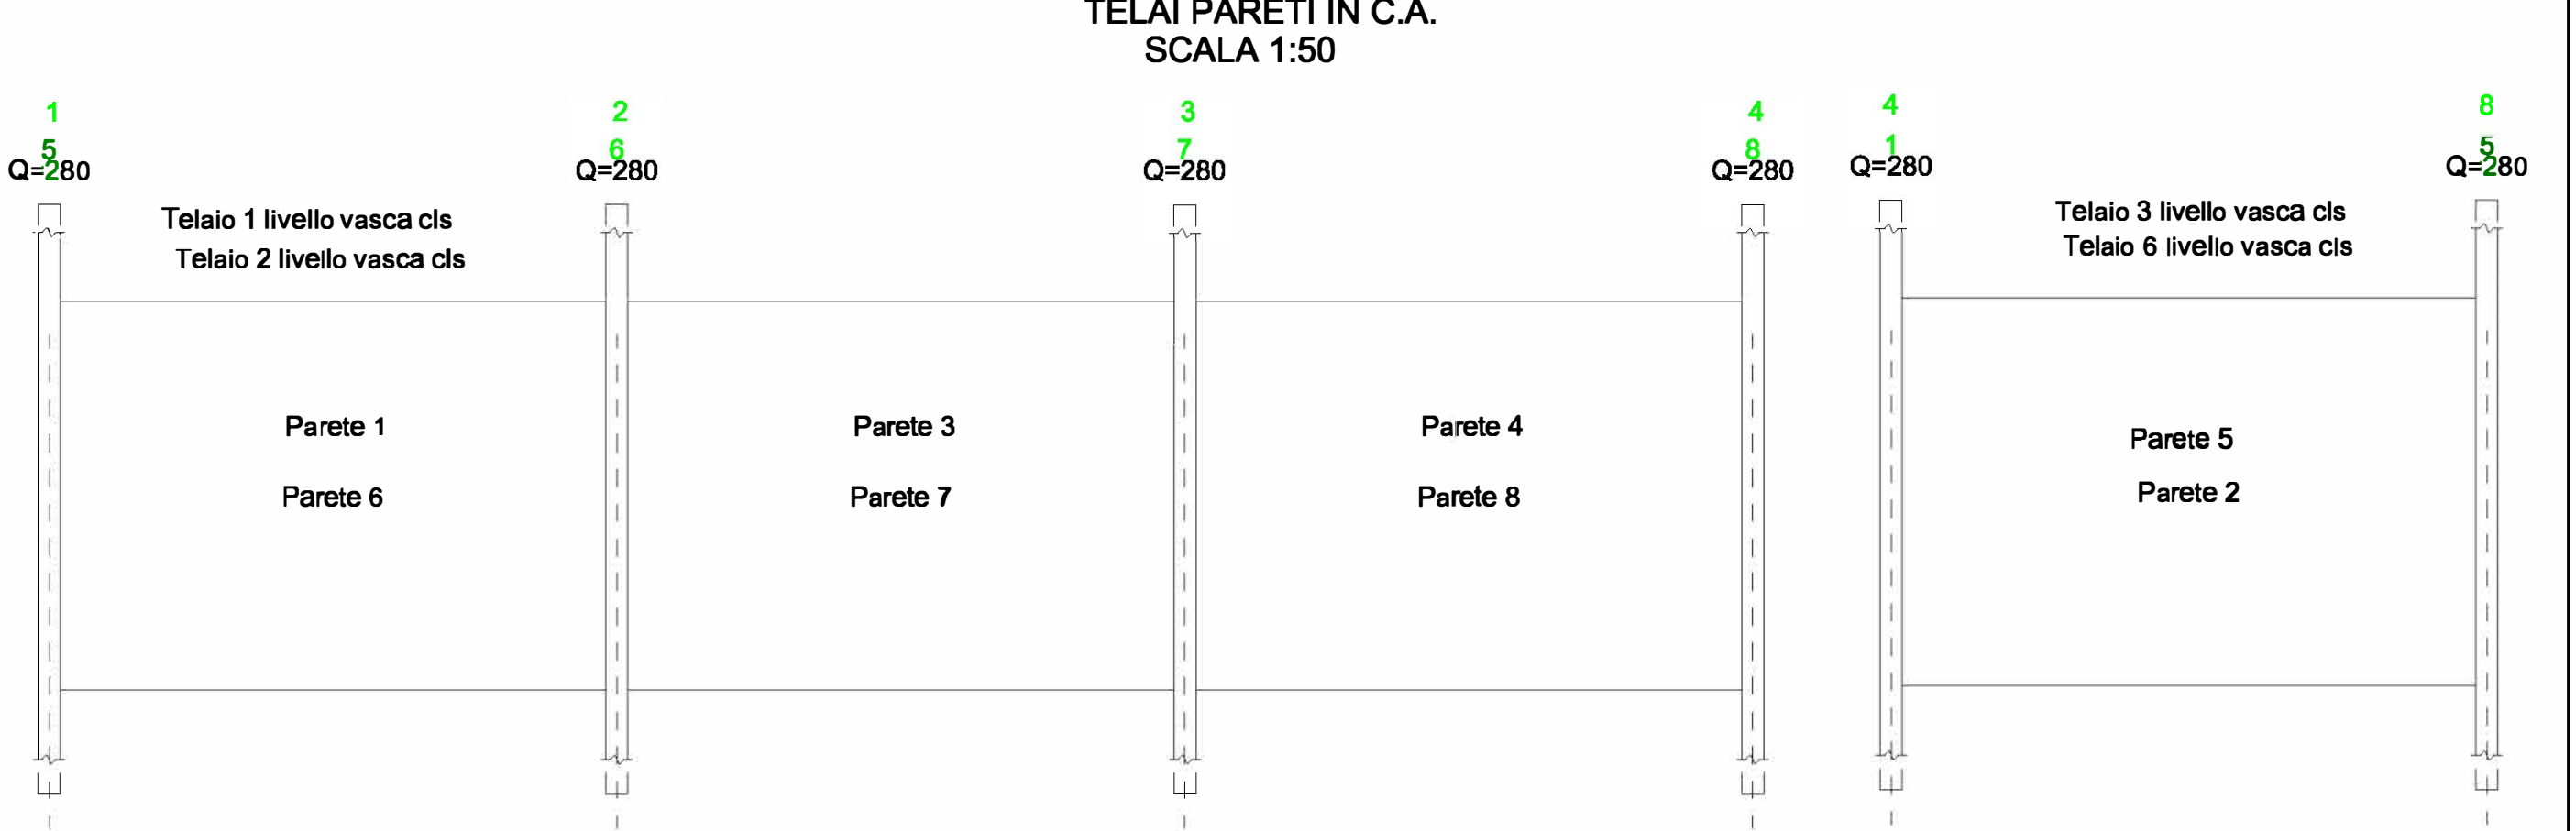 TELAI PARETI IN C.A.
SCALA 1:50
1
5
Q=280
2
6
Q=280
3
7
Q=280
4
8
Q=280
4
1
Q=280
8
5
Q=280
Telaio 1 livello vasca cls
Telaio 2 livello vasca cls
Telaio 3 livello vasca cls
Telaio 6 livello vasca cls
Parete 1
Parete 6
Parete 3
Parete 7
Parete 4
Parete 8
Parete 5
Parete 2